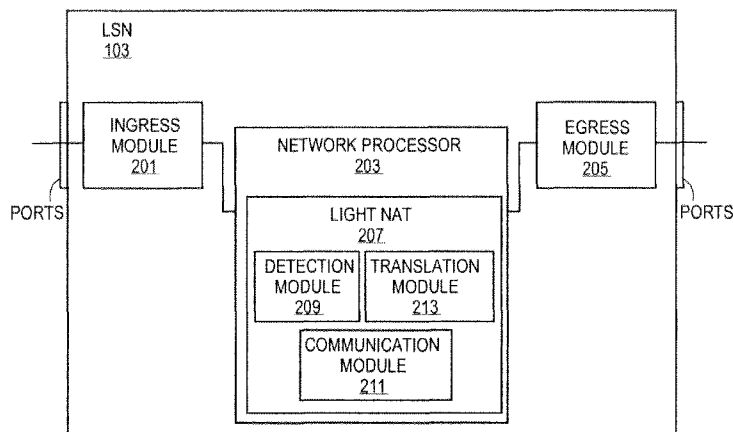 LSN
103
INGRESS
MODULE
201
NETWORK PROCESSOR
203
EGRESS
MODULE
205
PORTS
PORTS
LIGHT NAT
207
DETECTION
MODULE
209
TRANSLATION
MODULE
213
COMMUNICATION
MODULE
211